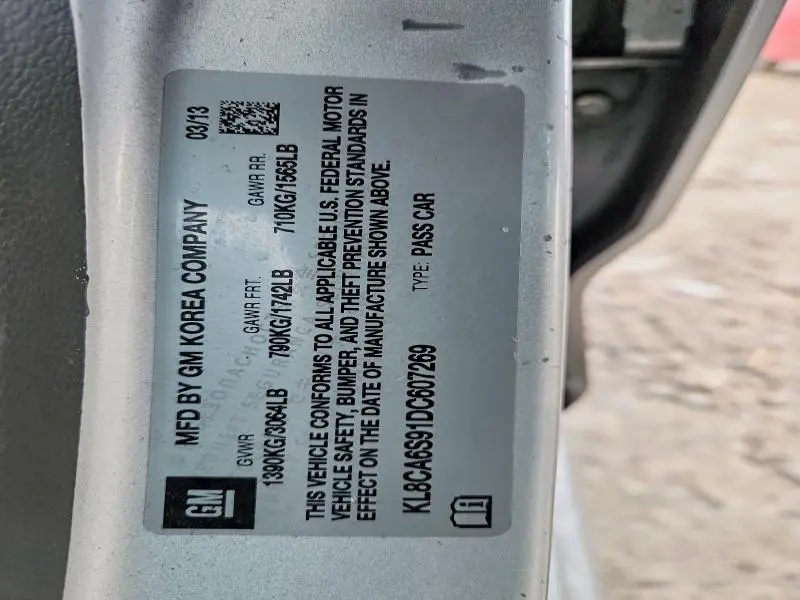 MFD BY GM KOREA COMPANY 03/13
GVWR GAWR FRT. GAWR RR.
1390KG/3064LB 790KG/1742LB 710KG/1565LB
THIS VEHICLE CONFORMS TO ALL APPLICABLE U.S. FEDERAL MOTOR
VEHICLE SAFETY, BUMPER, AND THEFT PREVENTION STANDARDS IN
EFFECT ON THE DATE OF MANUFACTURE SHOWN ABOVE.
KL8CA6S91DC607269 TYPE: PASS CAR
GM